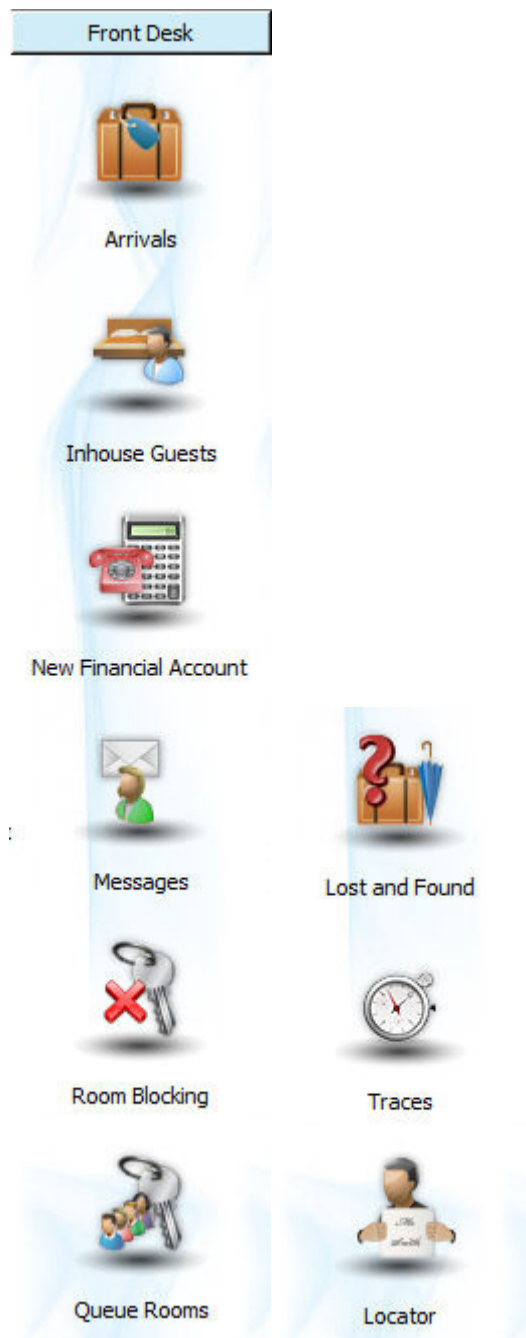 Front Desk
Arrivals
Inhouse Guests
New Financial Account
Messages
Lost and Found
Room Blocking
Traces
Queue Rooms
Locator